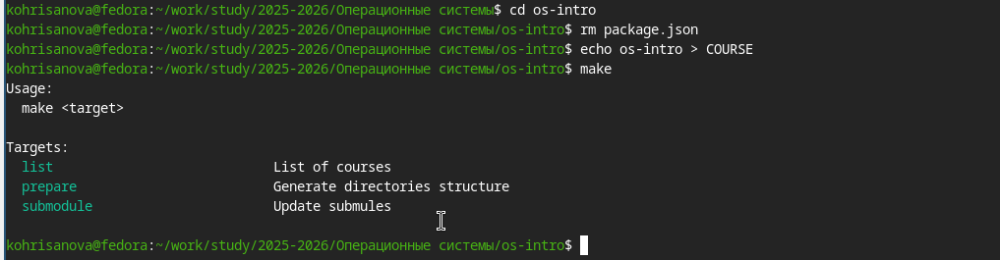 kohrisanova@fedora:~/work/study/2025-2026/Операционные системы$ cd os-intro
kohrisanova@fedora:~/work/study/2025-2026/Операционные системы/os-intro$ rm package.json
kohrisanova@fedora:~/work/study/2025-2026/Операционные системы/os-intro$ echo os-intro > COURSE
kohrisanova@fedora:~/work/study/2025-2026/Операционные системы/os-intro$ make
Usage:
  make <target>
Targets:
  list                            List of courses
  prepare                         Generate directories structure
  submodule                       Update submules
kohrisanova@fedora:~/work/study/2025-2026/Операционные системы/os-intro$